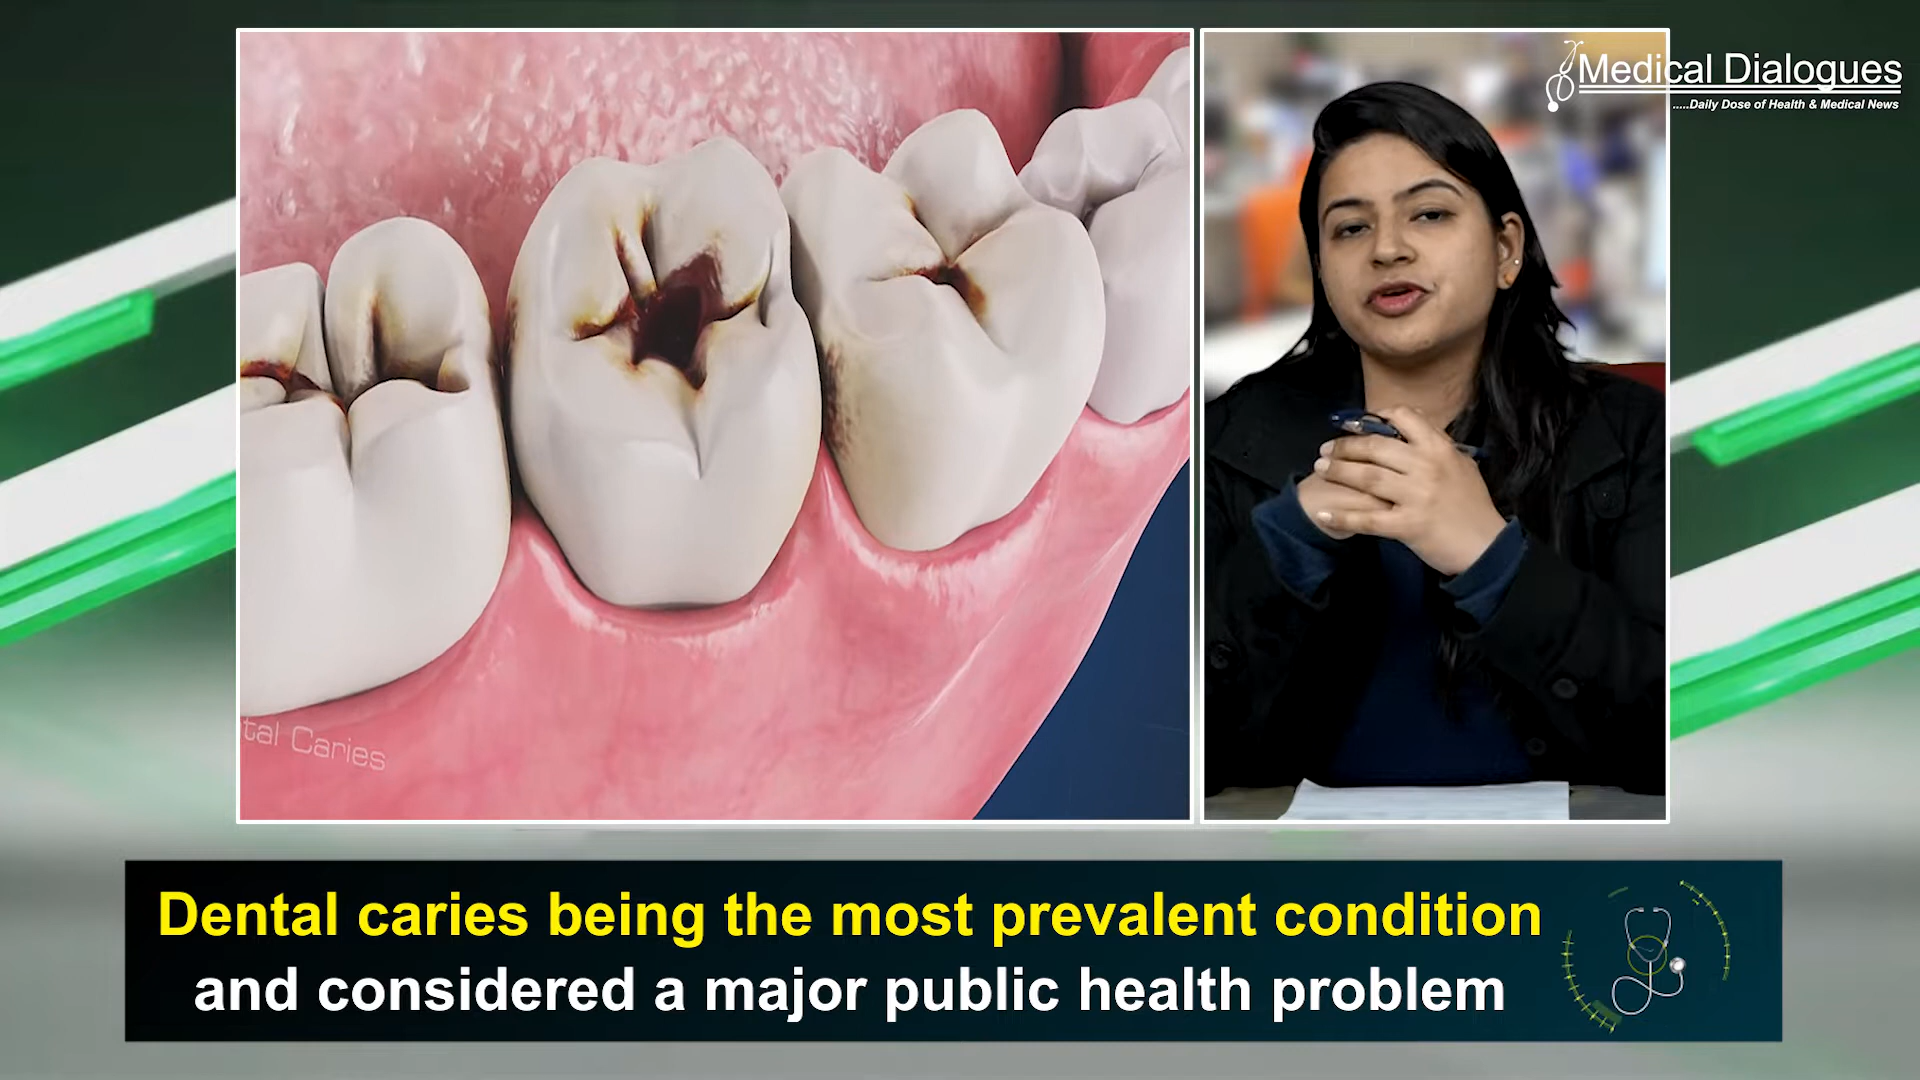 Medical Dialogues
.....Daily Dose of Health & Medical News
tal Caries
Dental caries being the most prevalent condition
and considered a major public health problem